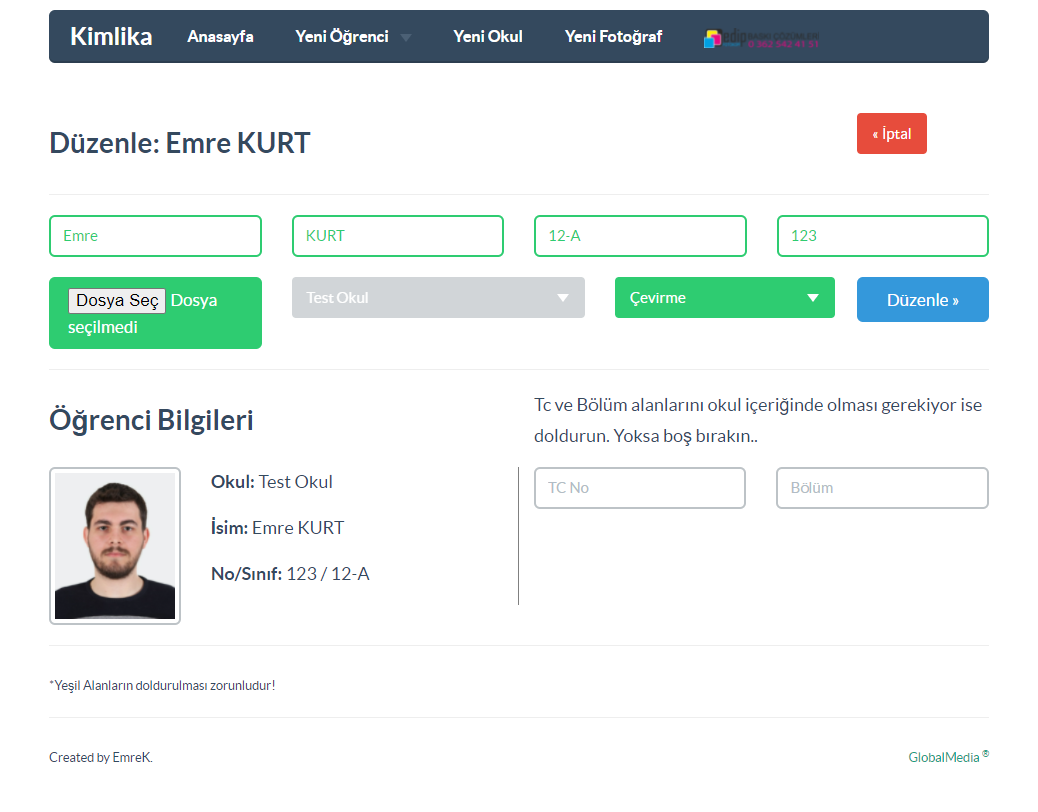 Kimlika Anasayfa Yeni Öğrenci Yeni Okul Yeni Fotoğraf BASKI ÇÖZÜMLERİ
Düzenle: Emre KURT
« İptal
Emre KURT 12-A 123
Dosya Seç Dosya seçilmedi
Test Okul
Çevirme
Düzenle »
Öğrenci Bilgileri
Tc ve Bölüm alanlarını okul içeriğinde olması gerekiyor ise
doldurun. Yoksa boş bırakın..
Okul: Test Okul
İsim: Emre KURT
No/Sınıf: 123 / 12-A
TC No Bölüm
*Yeşil Alanların doldurulması zorunludur!
Created by EmreK. GlobalMedia ®